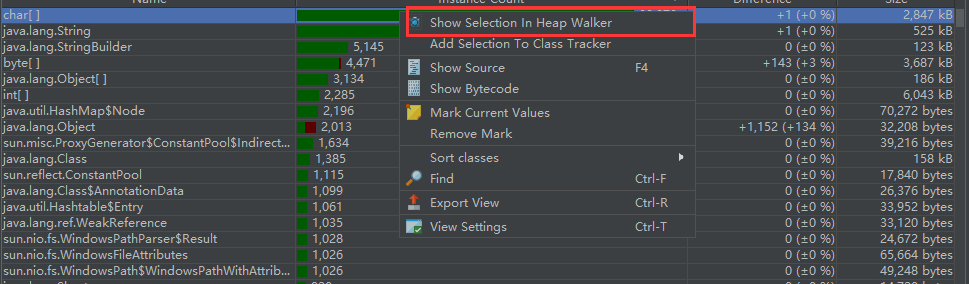 Name Instance Count Difference Size
char[ ] +1 (+0 %) 2,847 kB
java.lang.String +1 (+0 %) 525 kB
java.lang.StringBuilder 5,145 0 (±0 %) 123 kB
byte[ ] 4,471 +143 (+3 %) 3,687 kB
java.lang.Object[ ] 3,134 0 (±0 %) 186 kB
int[ ] 2,285 0 (±0 %) 6,043 kB
java.util.HashMap$Node 2,196 0 (±0 %) 70,272 bytes
java.lang.Object 2,013 +1,152 (+134 %) 32,208 bytes
sun.misc.ProxyGenerator$ConstantPool$Indirect... 1,634 0 (±0 %) 39,216 bytes
java.lang.Class 1,385 0 (±0 %) 158 kB
sun.reflect.ConstantPool 1,115 0 (±0 %) 17,840 bytes
java.lang.Class$AnnotationData 1,099 0 (±0 %) 26,376 bytes
java.util.Hashtable$Entry 1,061 0 (±0 %) 33,952 bytes
java.lang.ref.WeakReference 1,035 0 (±0 %) 33,120 bytes
sun.nio.fs.WindowsPathParser$Result 1,028 0 (±0 %) 24,672 bytes
sun.nio.fs.WindowsFileAttributes 1,026 0 (±0 %) 65,664 bytes
sun.nio.fs.WindowsPath$WindowsPathWithAttrib... 1,026 0 (±0 %) 49,248 bytes
Show Selection In Heap Walker
Add Selection To Class Tracker
Show Source F4
Show Bytecode
Mark Current Values
Remove Mark
Sort classes
Find Ctrl-F
Export View Ctrl-R
View Settings Ctrl-T